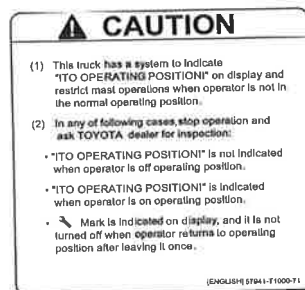 CAUTION
(1) This truck has a system to indicate
"!TO OPERATING POSITION!" on display and
restrict mast operations when operator is not in
the normal operating position.
(2) In any of following cases, stop operation and
ask TOYOTA dealer for inspection:
• "!TO OPERATING POSITION!" is not indicated
when operator is off operating position.
• "!TO OPERATING POSITION!" is indicated
when operator is on operating position.
• Mark is indicated on display, and it is not
turned off when operator returns to operating
position after leaving it once.
[ENGLISH] 57941-T1000-71